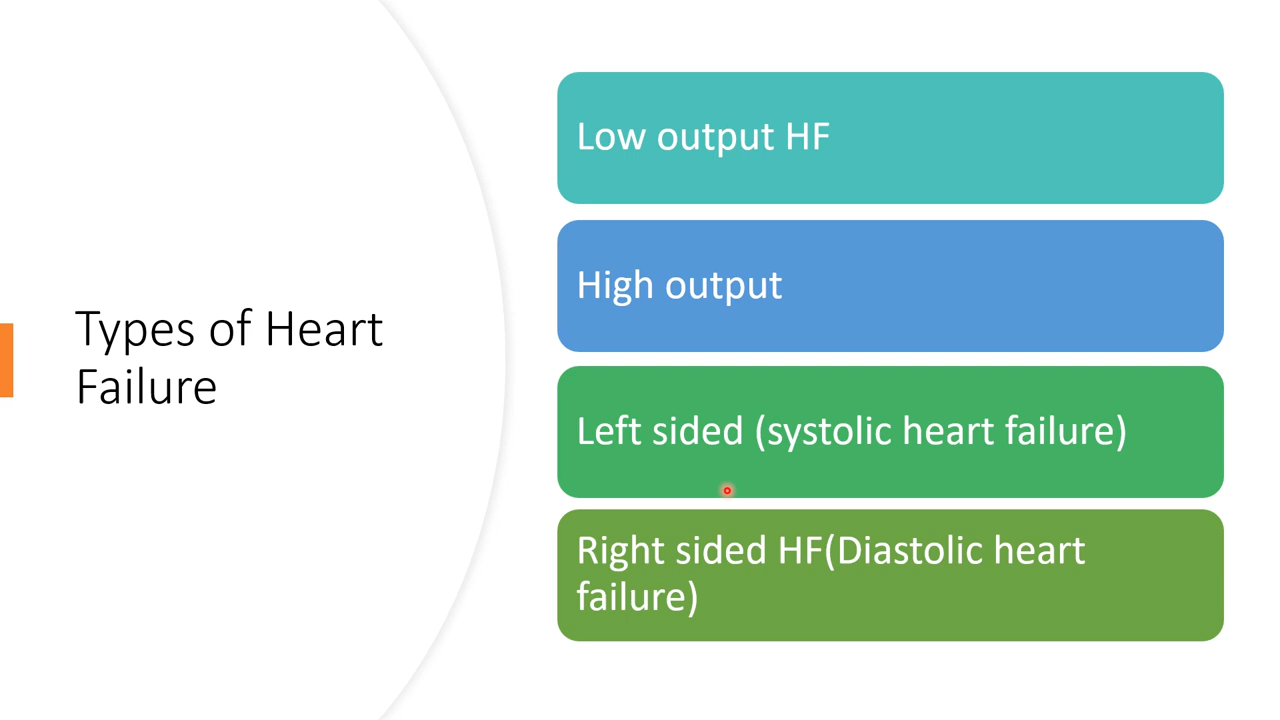 Types of Heart
Failure
Low output HF
High output
Left sided (systolic heart failure)
Right sided HF(Diastolic heart
failure)